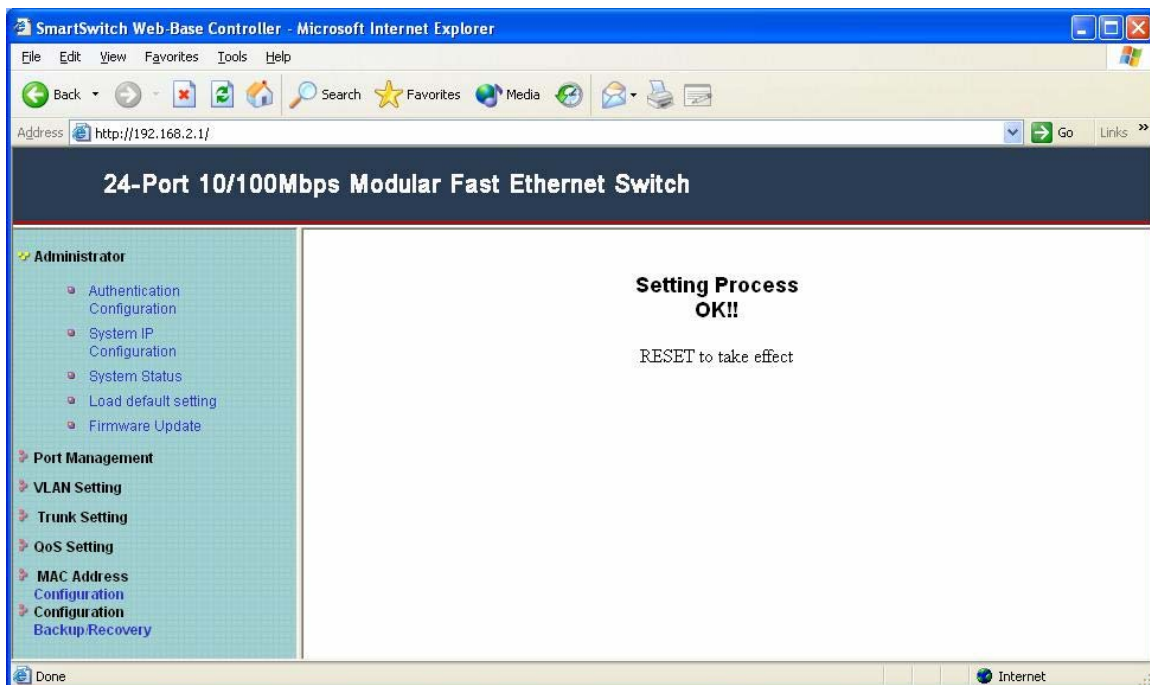 SmartSwitch Web-Base Controller - Microsoft Internet Explorer
File Edit View Favorites Tools Help
Back Search Favorites Media
Address http://192.168.2.1/ Go Links »
24-Port 10/100Mbps Modular Fast Ethernet Switch
Administrator
Authentication
Configuration
System IP
Configuration
System Status
Load default setting
Firmware Update
Port Management
VLAN Setting
Trunk Setting
QoS Setting
MAC Address
Configuration
Configuration
Backup/Recovery
Setting Process
OK!!
RESET to take effect
Done Internet